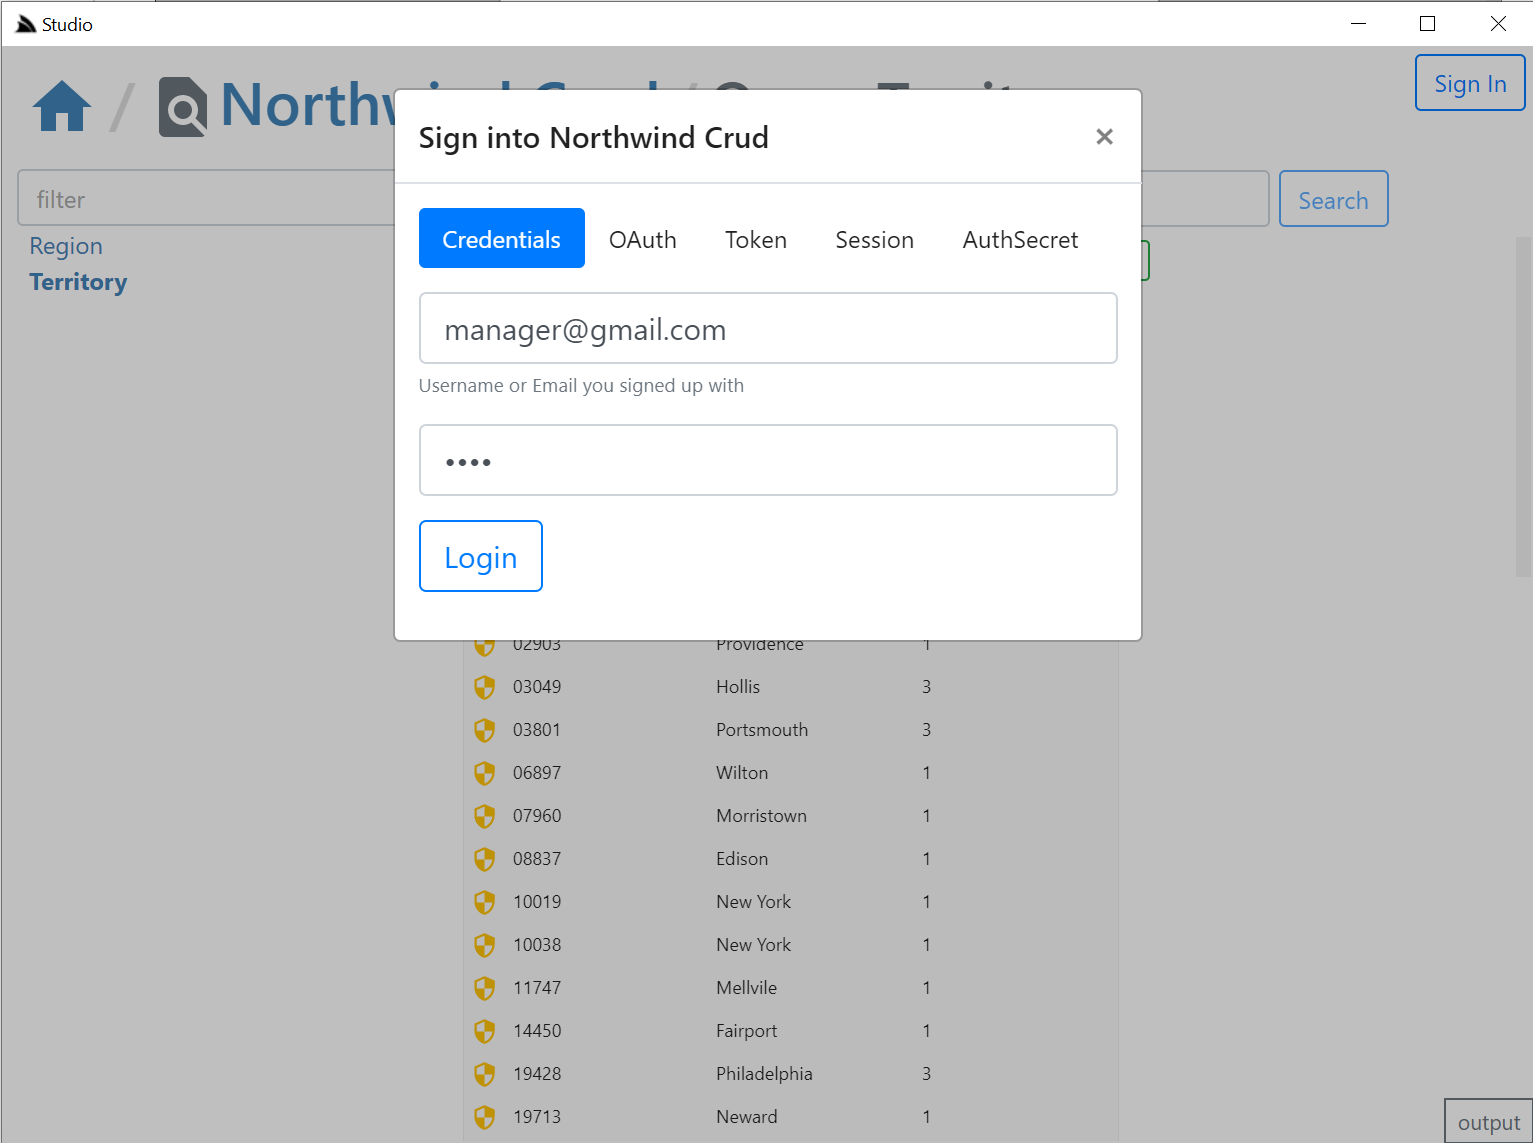 Studio
Sign In
Sign into Northwind Crud
×
filter
Search
Region
Territory
Credentials OAuth Token Session AuthSecret
manager@gmail.com
Username or Email you signed up with
••••
Login
02903 Providence 1
03049 Hollis 3
03801 Portsmouth 3
06897 Wilton 1
07960 Morristown 1
08837 Edison 1
10019 New York 1
10038 New York 1
11747 Mellvile 1
14450 Fairport 1
19428 Philadelphia 3
19713 Neward 1
output